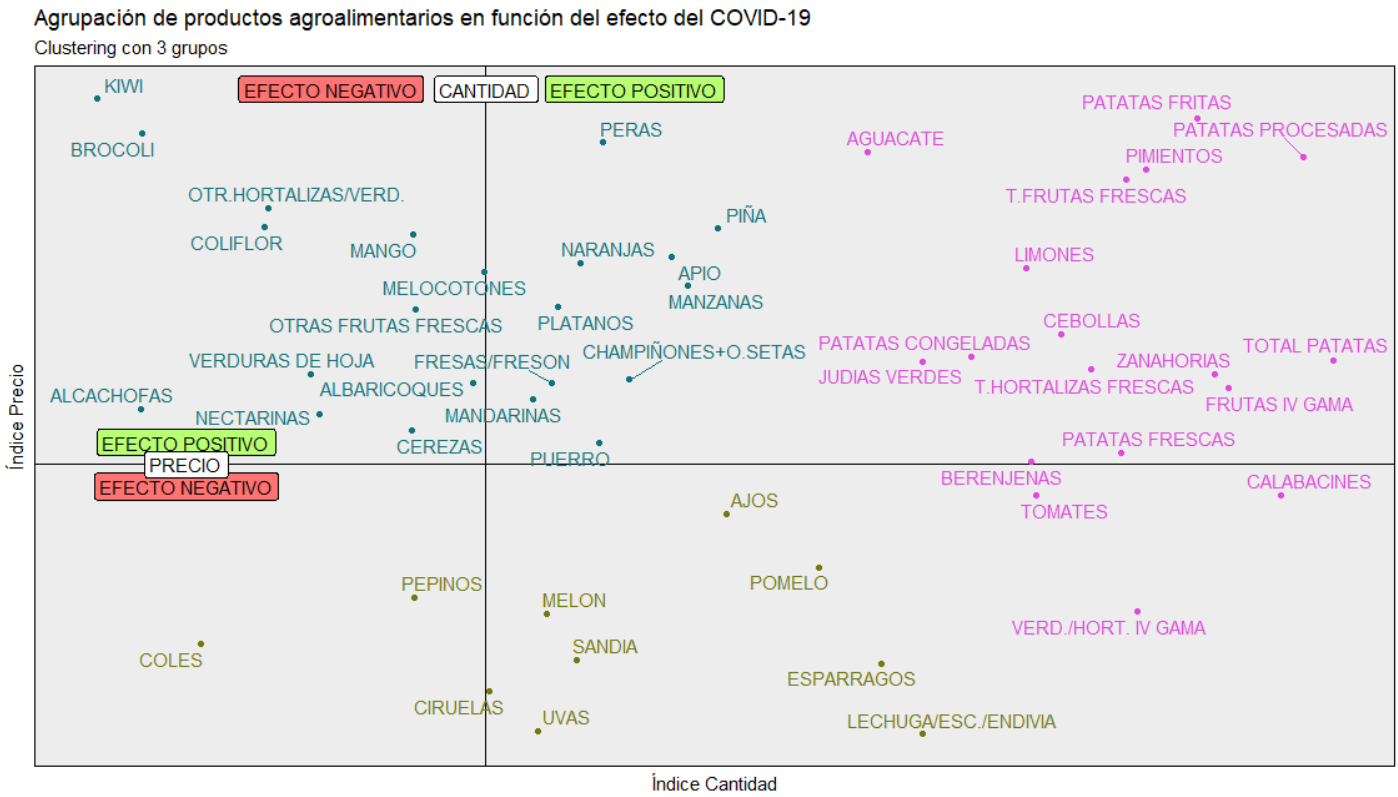 Agrupación de productos agroalimentarios en función del efecto del COVID-19
Clustering con 3 grupos
KIWI
EFECTO NEGATIVO
CANTIDAD
EFECTO POSITIVO
PATATAS FRITAS
PERAS
PATATAS PROCESADAS
AGUACATE
BROCOLI
PIMIENTOS
OTR.HORTALIZAS/VERD.
T.FRUTAS FRESCAS
PIÑA
COLIFLOR
MANGO
NARANJAS
LIMONES
APIO
MELOCOTONES
MANZANAS
OTRAS FRUTAS FRESCAS
PLATANOS
CEBOLLAS
PATATAS CONGELADAS
TOTAL PATATAS
CHAMPIÑONES+O.SETAS
VERDURAS DE HOJA
FRESAS/FRESON
ZANAHORIAS
JUDIAS VERDES
T.HORTALIZAS FRESCAS
ALBARICOQUES
ALCACHOFAS
FRUTAS IV GAMA
NECTARINAS
MANDARINAS
PATATAS FRESCAS
EFECTO POSITIVO
CEREZAS
PUERRO
PRECIO
BERENJENAS
CALABACINES
EFECTO NEGATIVO
AJOS
TOMATES
PEPINOS
POMELO
MELON
VERD./HORT. IV GAMA
SANDIA
COLES
ESPARRAGOS
CIRUELAS
UVAS
LECHUGA/ESC./ENDIVIA
Índice Precio
Índice Cantidad